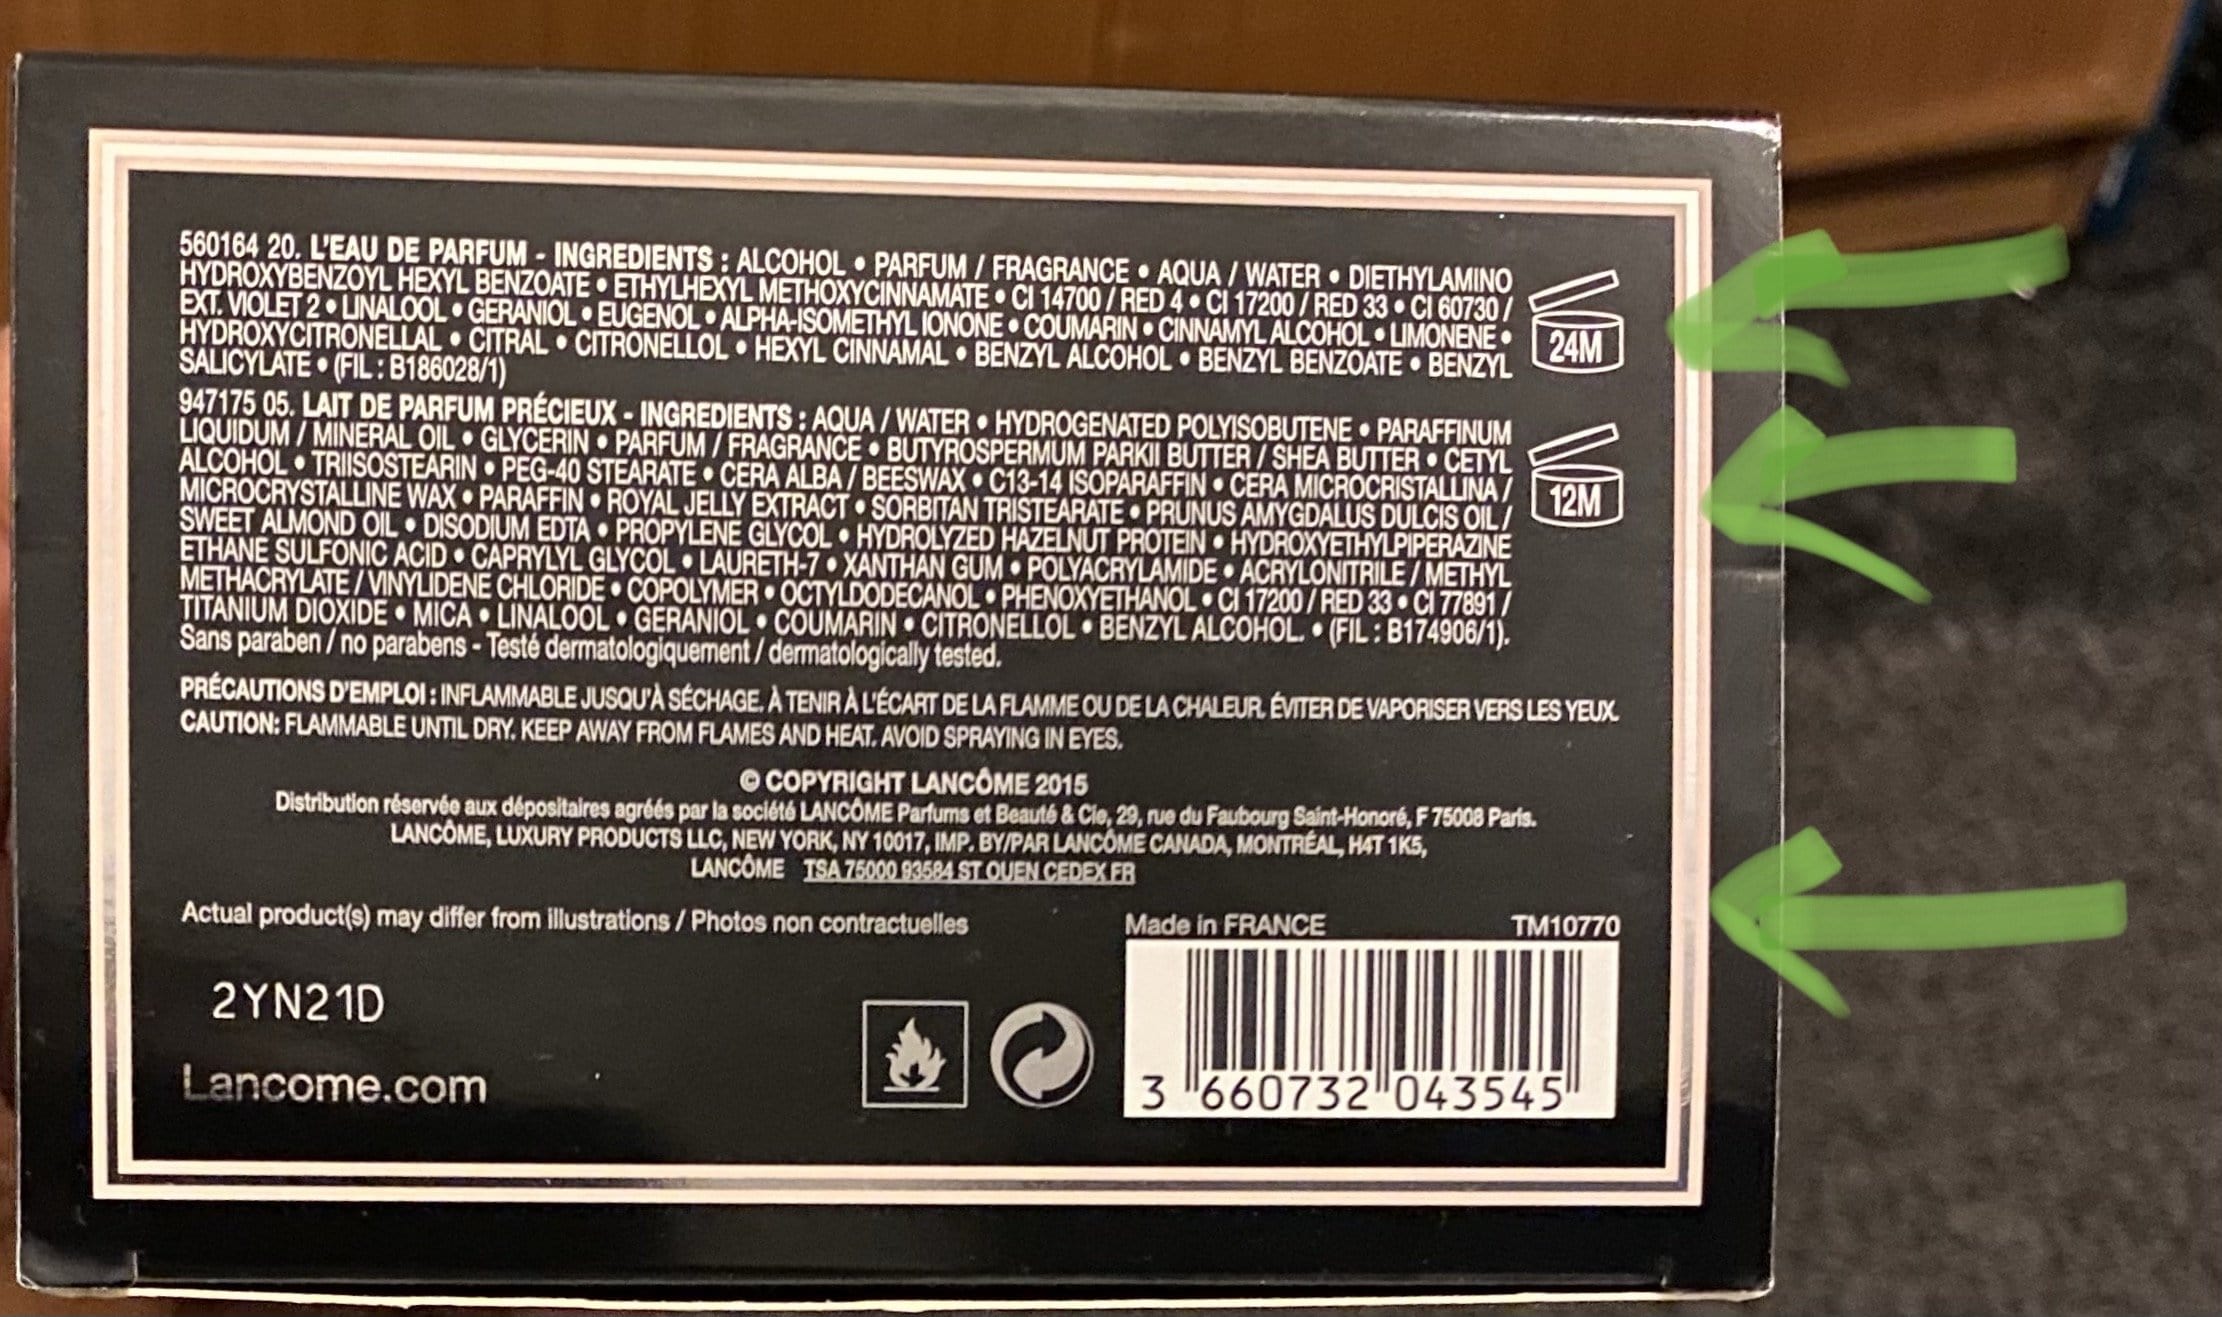 560164 20. L'EAU DE PARFUM - INGREDIENTS : ALCOHOL • PARFUM / FRAGRANCE • AQUA / WATER • DIETHYLAMINO
HYDROXYBENZOYL HEXYL BENZOATE • ETHYLHEXYL METHOXYCINNAMATE • CI 14700 / RED 4 • CI 17200 / RED 33 • CI 60730 /
EXT. VIOLET 2 • LINALOOL • GERANIOL • EUGENOL • ALPHA-ISOMETHYL IONONE • COUMARIN • CINNAMYL ALCOHOL • LIMONENE •
HYDROXYCITRONELLAL • CITRAL • CITRONELLOL • HEXYL CINNAMAL • BENZYL ALCOHOL • BENZYL BENZOATE • BENZYL
SALICYLATE • (FIL : B186028/1)
24M
947175 05. LAIT DE PARFUM PRÉCIEUX - INGREDIENTS : AQUA / WATER • HYDROGENATED POLYISOBUTENE • PARAFFINUM
LIQUIDUM / MINERAL OIL • GLYCERIN • PARFUM / FRAGRANCE • BUTYROSPERMUM PARKII BUTTER / SHEA BUTTER • CETYL
ALCOHOL • TRIISOSTEARIN • PEG-40 STEARATE • CERA ALBA / BEESWAX • C13-14 ISOPARAFFIN • CERA MICROCRISTALLINA /
MICROCRYSTALLINE WAX • PARAFFIN • ROYAL JELLY EXTRACT • SORBITAN TRISTEARATE • PRUNUS AMYGDALUS DULCIS OIL /
SWEET ALMOND OIL • DISODIUM EDTA • PROPYLENE GLYCOL • HYDROLYZED HAZELNUT PROTEIN • HYDROXYETHYLPIPERAZINE
ETHANE SULFONIC ACID • CAPRYLYL GLYCOL • LAURETH-7 • XANTHAN GUM • POLYACRYLAMIDE • ACRYLONITRILE / METHYL
METHACRYLATE / VINYLIDENE CHLORIDE • COPOLYMER • OCTYLDODECANOL • PHENOXYETHANOL • CI 17200 / RED 33 • CI 77891 /
TITANIUM DIOXIDE • MICA • LINALOOL • GERANIOL • COUMARIN • CITRONELLOL • BENZYL ALCOHOL. • (FIL : B174906/1).
12M
Sans paraben / no parabens - Testé dermatologiquement / dermatologically tested.
PRÉCAUTIONS D'EMPLOI : INFLAMMABLE JUSQU'À SÉCHAGE. À TENIR À L'ÉCART DE LA FLAMME OU DE LA CHALEUR. ÉVITER DE VAPORISER VERS LES YEUX.
CAUTION: FLAMMABLE UNTIL DRY. KEEP AWAY FROM FLAMES AND HEAT. AVOID SPRAYING IN EYES.
© COPYRIGHT LANCÔME 2015
Distribution réservée aux dépositaires agréés par la société LANCÔME Parfums et Beauté & Cie, 29, rue du Faubourg Saint-Honoré, F 75008 Paris.
LANCÔME, LUXURY PRODUCTS LLC, NEW YORK, NY 10017, IMP. BY/PAR LANCÔME CANADA, MONTRÉAL, H4T 1K5,
LANCÔME TSA 75000 93584 ST OUEN CEDEX FR
Actual product(s) may differ from illustrations / Photos non contractuelles
Made in FRANCE TM10770
2YN21D
Lancome.com
3 660732 043545